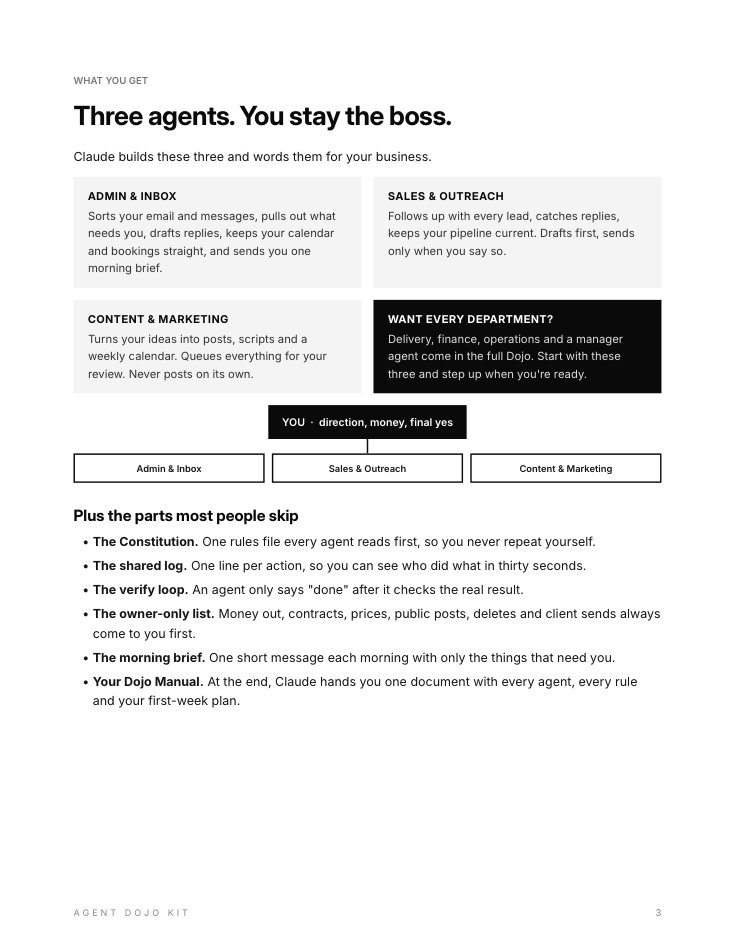 WHAT YOU GET
Three agents. You stay the boss.
Claude builds these three and words them for your business.
ADMIN & INBOX
Sorts your email and messages, pulls out what
needs you, drafts replies, keeps your calendar
and bookings straight, and sends you one
morning brief.
SALES & OUTREACH
Follows up with every lead, catches replies,
keeps your pipeline current. Drafts first, sends
only when you say so.
CONTENT & MARKETING
Turns your ideas into posts, scripts and a
weekly calendar. Queues everything for your
review. Never posts on its own.
WANT EVERY DEPARTMENT?
Delivery, finance, operations and a manager
agent come in the full Dojo. Start with these
three and step up when you're ready.
YOU · direction, money, final yes
Admin & Inbox
Sales & Outreach
Content & Marketing
Plus the parts most people skip
• The Constitution. One rules file every agent reads first, so you never repeat yourself.
• The shared log. One line per action, so you can see who did what in thirty seconds.
• The verify loop. An agent only says "done" after it checks the real result.
• The owner-only list. Money out, contracts, prices, public posts, deletes and client sends always
come to you first.
• The morning brief. One short message each morning with only the things that need you.
• Your Dojo Manual. At the end, Claude hands you one document with every agent, every rule
and your first-week plan.
AGENT DOJO KIT
3